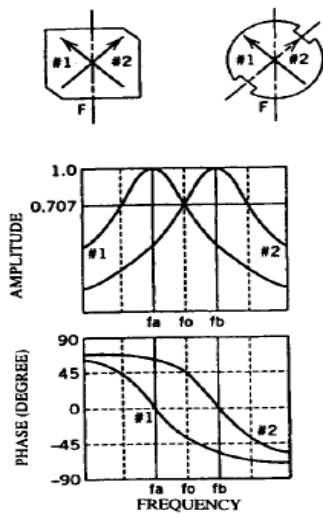 #1 #2
F
#1 #2
F
AMPLITUDE
1.0
0.707
#1
#2
fa fo fb
PHASE (DEGREE)
90
45
0
-45
-90
#1
#2
fa fo fb
FREQUENCY